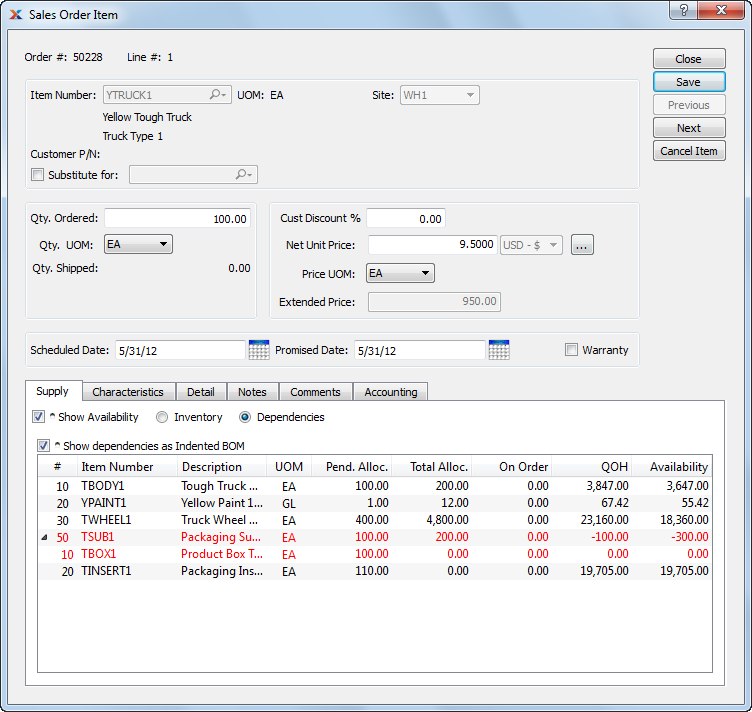 Sales Order Item
Order #: 50228 Line #: 1
Close
Save
Previous
Next
Cancel Item
Item Number: YTRUCK1 UOM: EA Site: WH1
Yellow Tough Truck
Truck Type 1
Customer P/N:
Substitute for:
Qty. Ordered: 100.00
Qty. UOM: EA
Qty. Shipped: 0.00
Cust Discount % 0.00
Net Unit Price: 9.5000 USD - $ ...
Price UOM: EA
Extended Price: 950.00
Scheduled Date: 5/31/12 Promised Date: 5/31/12 Warranty
Supply Characteristics Detail Notes Comments Accounting
^ Show Availability Inventory Dependencies
^ Show dependencies as Indented BOM
# Item Number Description UOM Pend. Alloc. Total Alloc. On Order QOH Availability
10 TBODY1 Tough Truck ... EA 100.00 200.00 0.00 3,847.00 3,647.00
20 YPAINT1 Yellow Paint 1... GL 1.00 12.00 0.00 67.42 55.42
30 TWHEEL1 Truck Wheel ... EA 400.00 4,800.00 0.00 23,160.00 18,360.00
50 TSUB1 Packaging Su... EA 100.00 200.00 0.00 -100.00 -300.00
10 TBOX1 Product Box T... EA 100.00 0.00 0.00 0.00 0.00
20 TINSERT1 Packaging Ins... EA 110.00 0.00 0.00 19,705.00 19,705.00